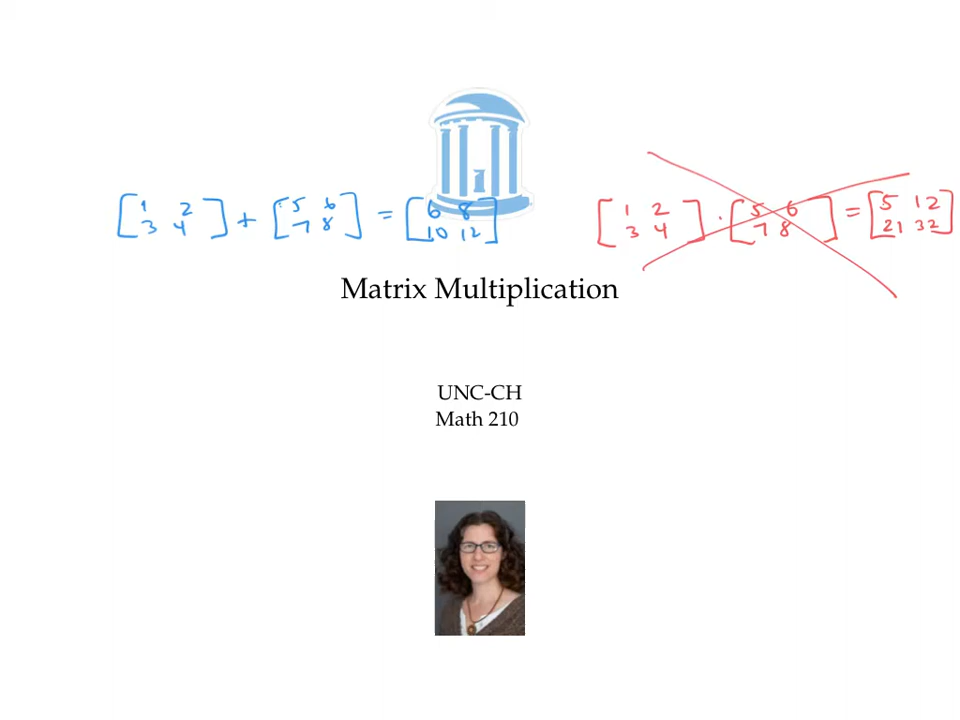 [1 2 3 4] + [5 6 7 8] = [6 8 10 12]
[1 2 3 4] · [5 6 7 8] = [5 12 21 32]
Matrix Multiplication
UNC-CH
Math 210